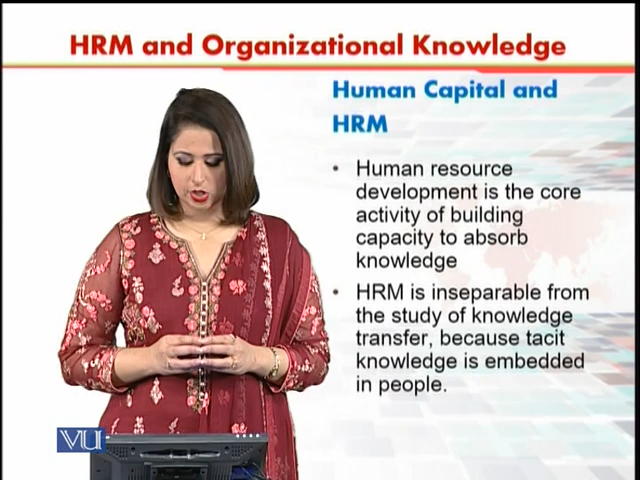 HRM and Organizational Knowledge
Human Capital and
HRM
• Human resource
development is the core
activity of building
capacity to absorb
knowledge
• HRM is inseparable from
the study of knowledge
transfer, because tacit
knowledge is embedded
in people.
VU